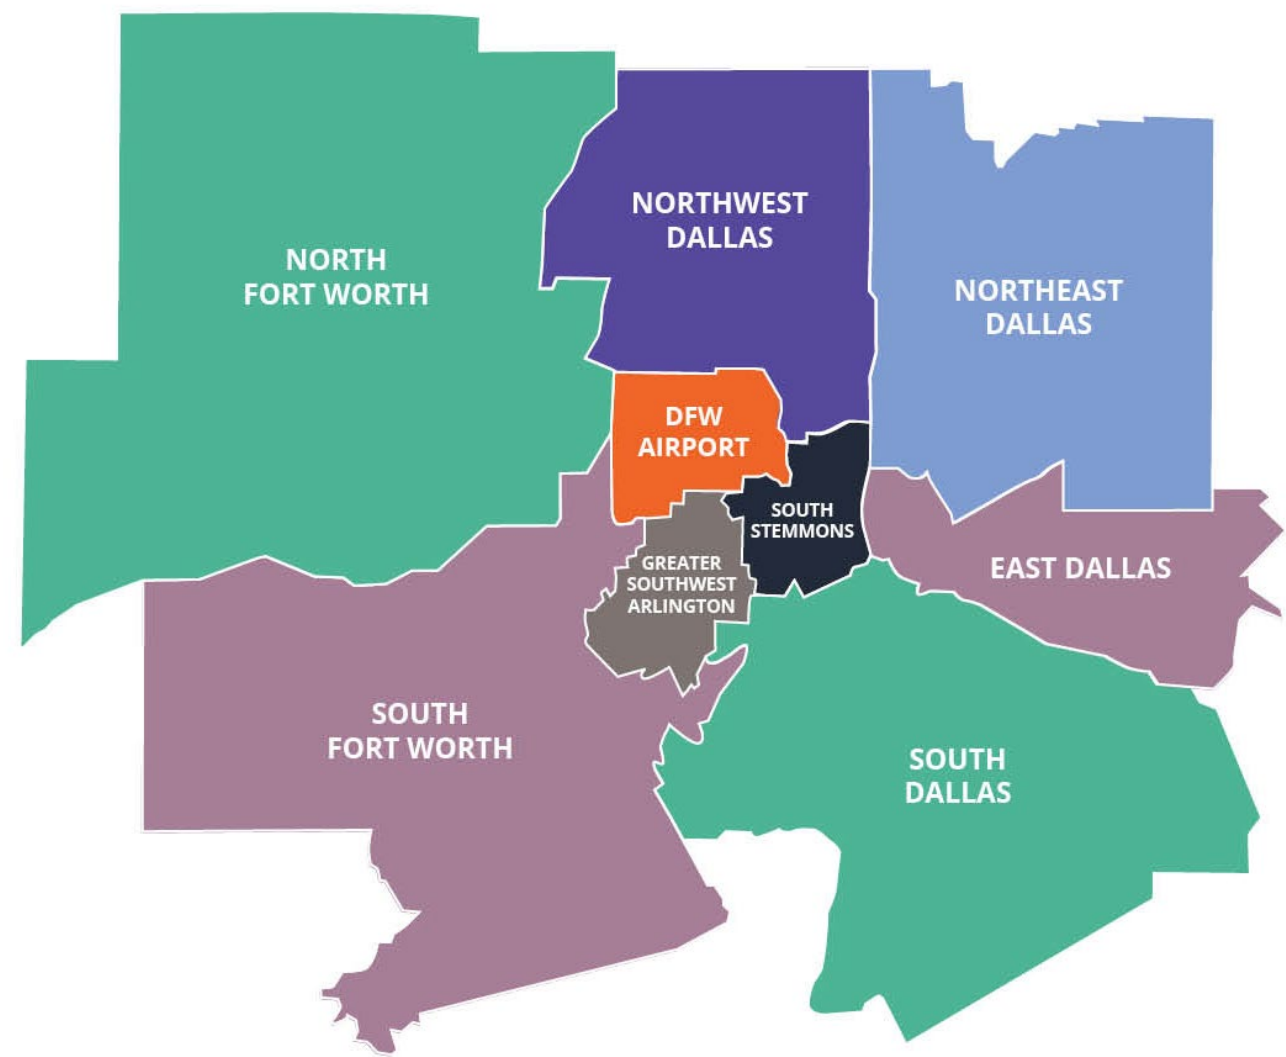 NORTHWEST
DALLAS
NORTH
FORT WORTH
NORTHEAST
DALLAS
DFW
AIRPORT
SOUTH
STEMMONS
GREATER
SOUTHWEST
ARLINGTON
EAST DALLAS
SOUTH
FORT WORTH
SOUTH
DALLAS